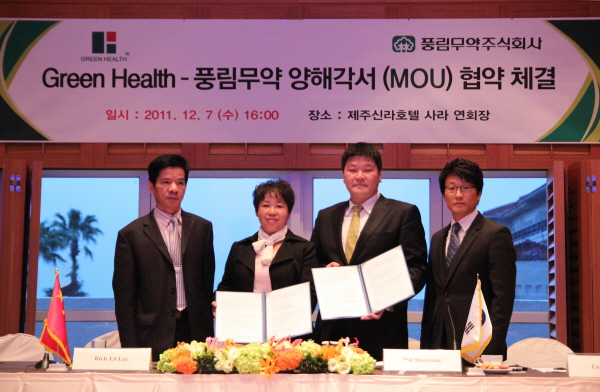 GREEN HEALTH
®
풍림무약주식회사
Green Health - 풍림무약 양해각서 (MOU) 협약 체결
일시 : 2011. 12. 7 (수) 16:00 장소 : 제주신라호텔 사라 연회장
Rich J.S. Lai